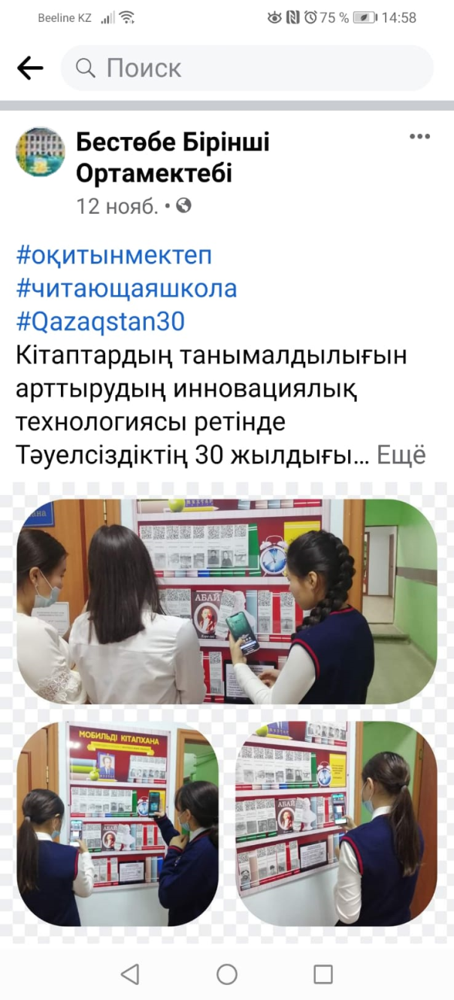 Beeline KZ 75 % 14:58
Поиск
Бестөбе Бірінші
Ортамектебі
12 нояб.
#оқитынмектеп
#читающаяшкола
#Qazaqstan30
Кітаптардың танымалдылығын
арттырудың инновациялық
технологиясы ретінде
Тәуелсіздіктің 30 жылдығы... Ещё
АБАЙ
МОБИЛЬДІ КІТАПХАНА
АБАЙ
АБАЙ